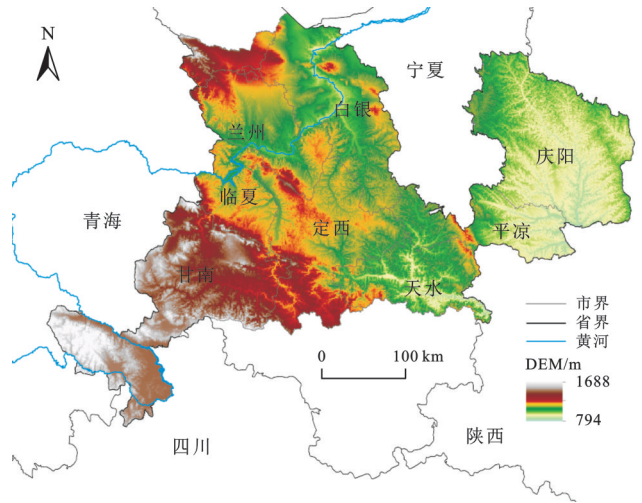 N
宁夏
白银
兰州
庆阳
临夏
青海
定西
平凉
甘南
天水
市界
省界
黄河
0 100 km
DEM/m
1688
794
四川
陕西